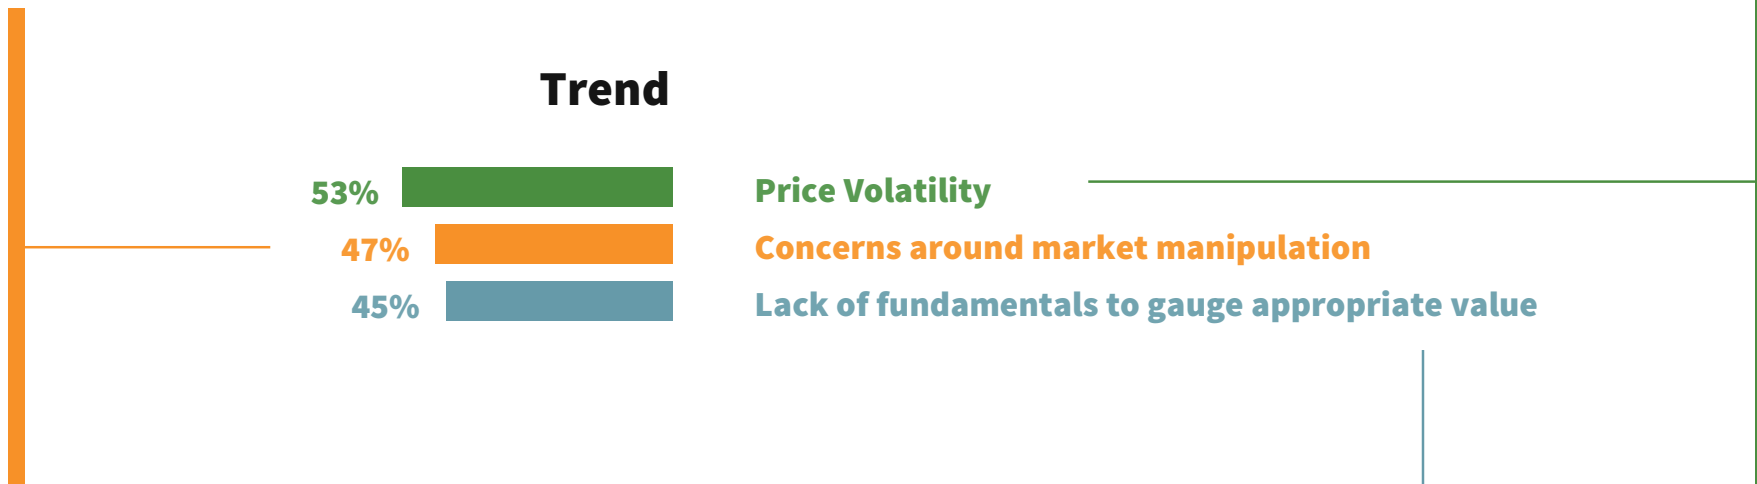 Trend
53% Price Volatility
47% Concerns around market manipulation
45% Lack of fundamentals to gauge appropriate value